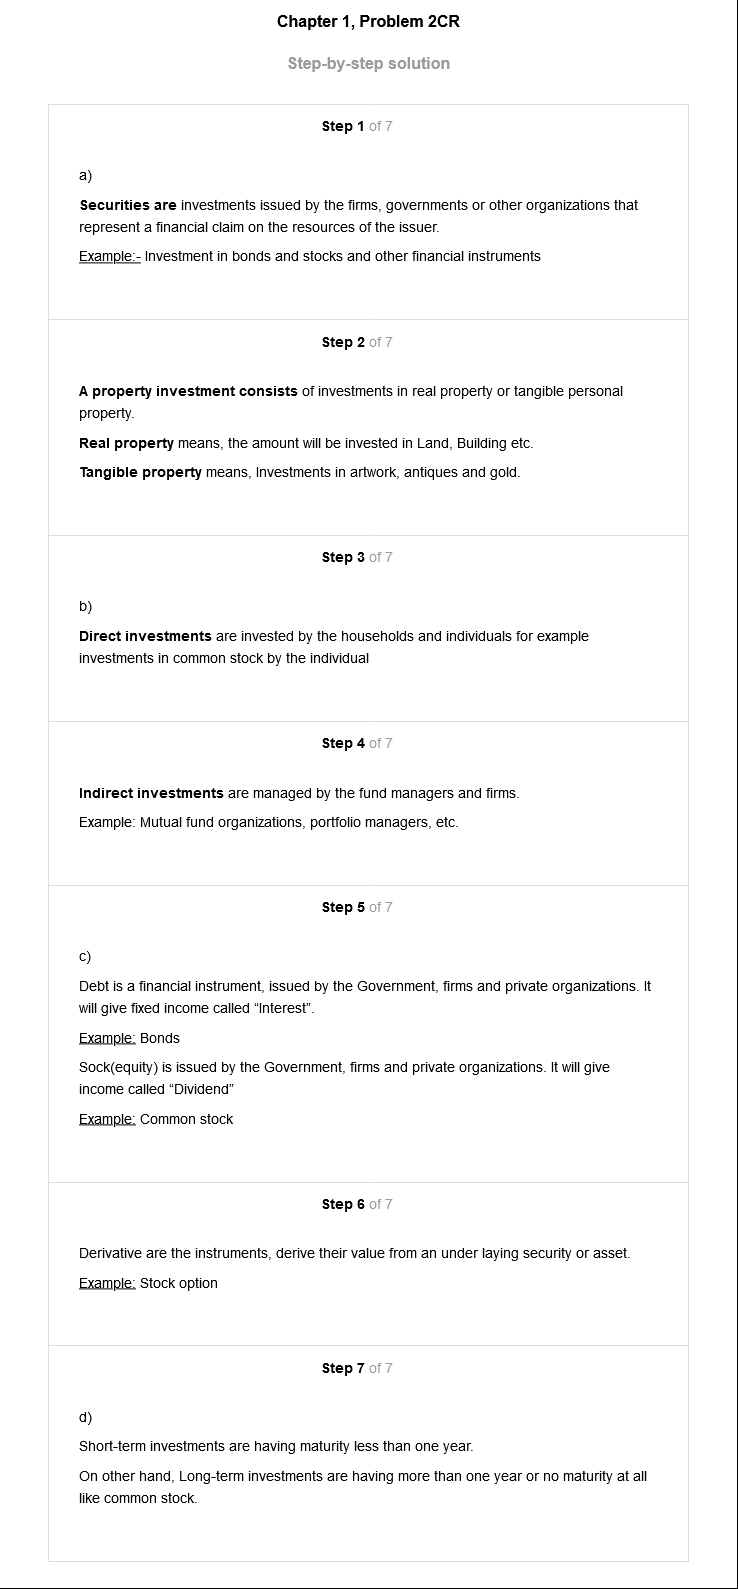 Chapter 1, Problem 2CR
Step-by-step solution
Step 1 of 7
a)
Securities are investments issued by the firms, governments or other organizations that
represent a financial claim on the resources of the issuer.
Example:- Investment in bonds and stocks and other financial instruments
Step 2 of 7
A property investment consists of investments in real property or tangible personal
property.
Real property means, the amount will be invested in Land, Building etc.
Tangible property means, Investments in artwork, antiques and gold.
Step 3 of 7
b)
Direct investments are invested by the households and individuals for example
investments in common stock by the individual
Step 4 of 7
Indirect investments are managed by the fund managers and firms.
Example: Mutual fund organizations, portfolio managers, etc.
Step 5 of 7
c)
Debt is a financial instrument, issued by the Government, firms and private organizations. It
will give fixed income called “Interest”.
Example: Bonds
Sock(equity) is issued by the Government, firms and private organizations. It will give
income called “Dividend”
Example: Common stock
Step 6 of 7
Derivative are the instruments, derive their value from an under laying security or asset.
Example: Stock option
Step 7 of 7
d)
Short-term investments are having maturity less than one year.
On other hand, Long-term investments are having more than one year or no maturity at all
like common stock.